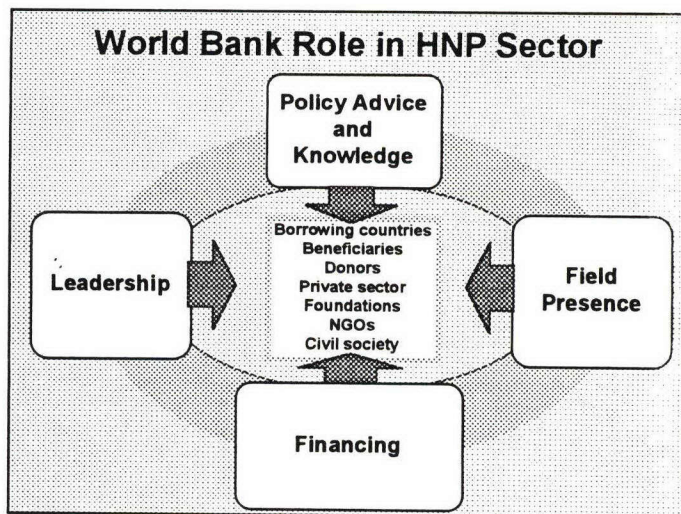 World Bank Role in HNP Sector
Policy Advice
and
Knowledge
Leadership
Borrowing countries
Beneficiaries
Donors
Private sector
Foundations
NGOs
Civil society
Field
Presence
Financing